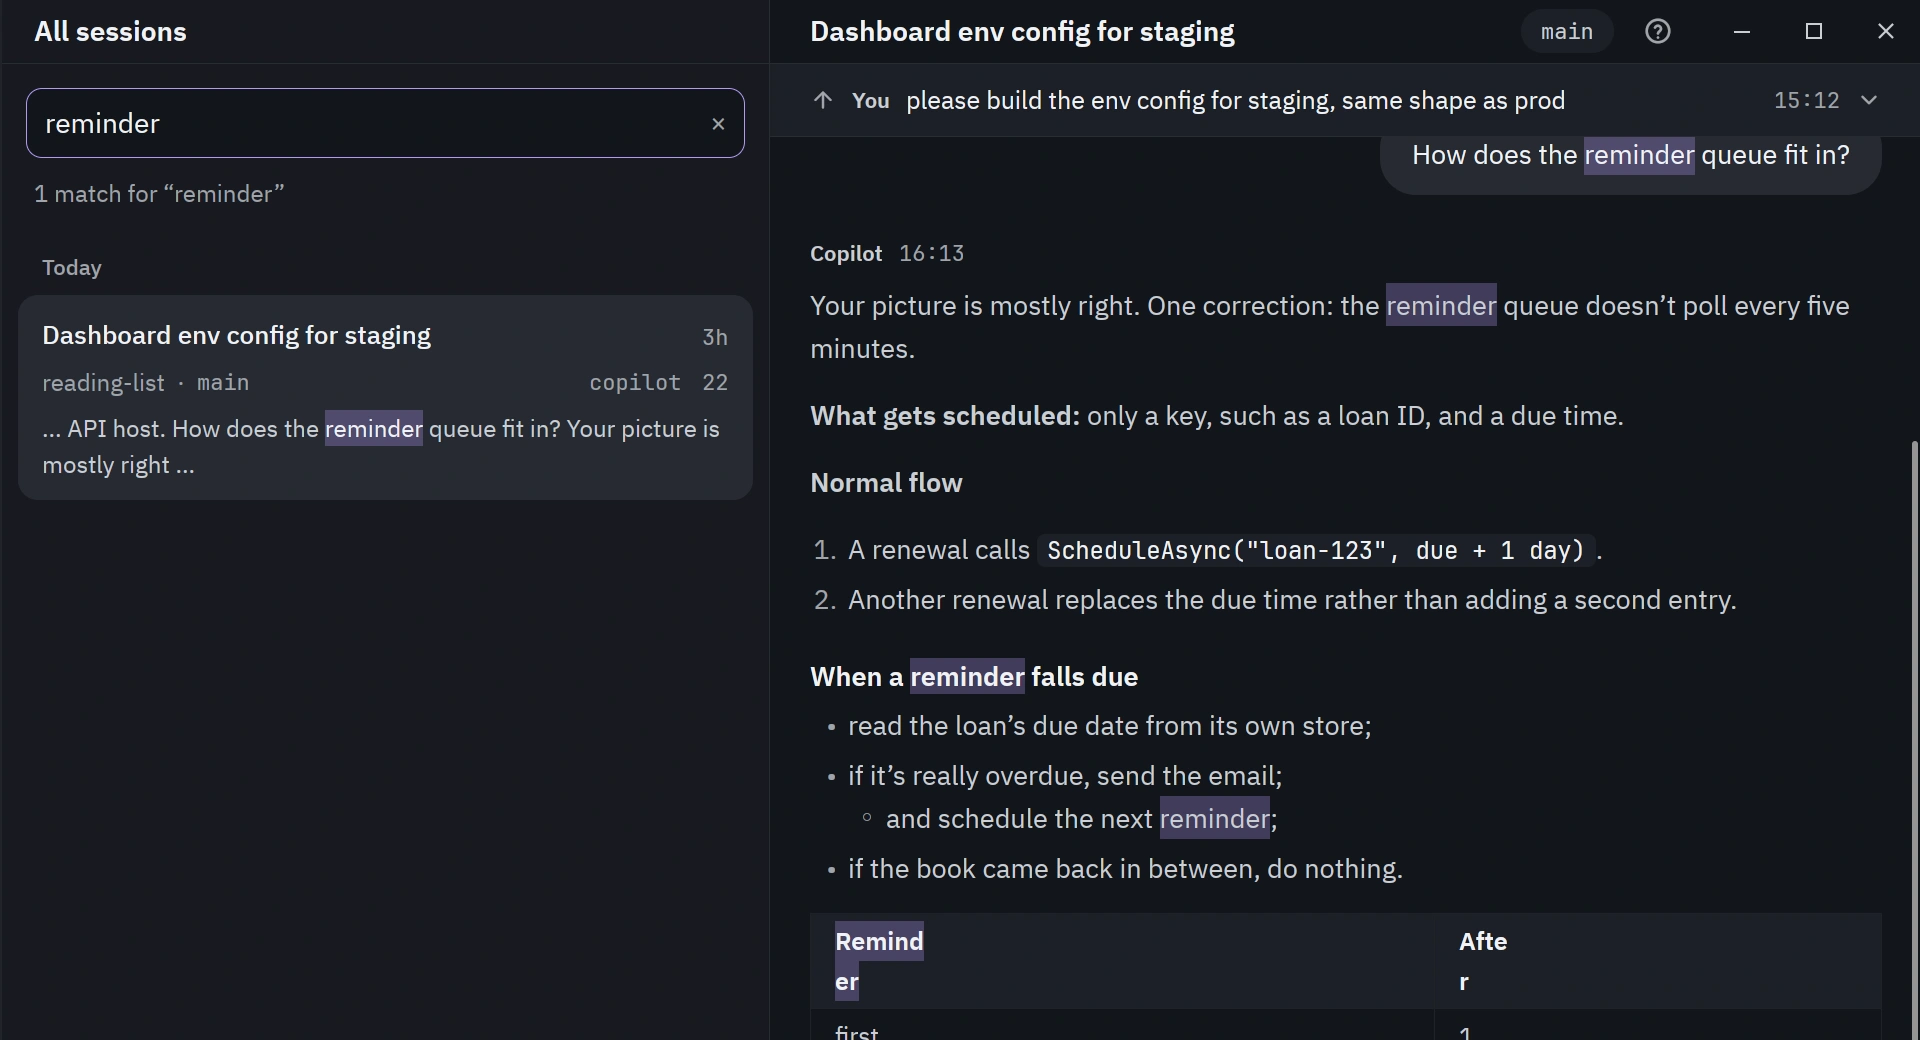 All sessions
reminder
1 match for “reminder”
Today
Dashboard env config for staging 3h
reading-list · main copilot 22
... API host. How does the reminder queue fit in? Your picture is
mostly right ...
Dashboard env config for staging main
You please build the env config for staging, same shape as prod 15:12
How does the reminder queue fit in?
Copilot 16:13
Your picture is mostly right. One correction: the reminder queue doesn’t poll every five
minutes.
What gets scheduled: only a key, such as a loan ID, and a due time.
Normal flow
1. A renewal calls ScheduleAsync("loan-123", due + 1 day) .
2. Another renewal replaces the due time rather than adding a second entry.
When a reminder falls due
• read the loan’s due date from its own store;
• if it’s really overdue, send the email;
◦ and schedule the next reminder;
• if the book came back in between, do nothing.
Remind Afte
er r
first 1